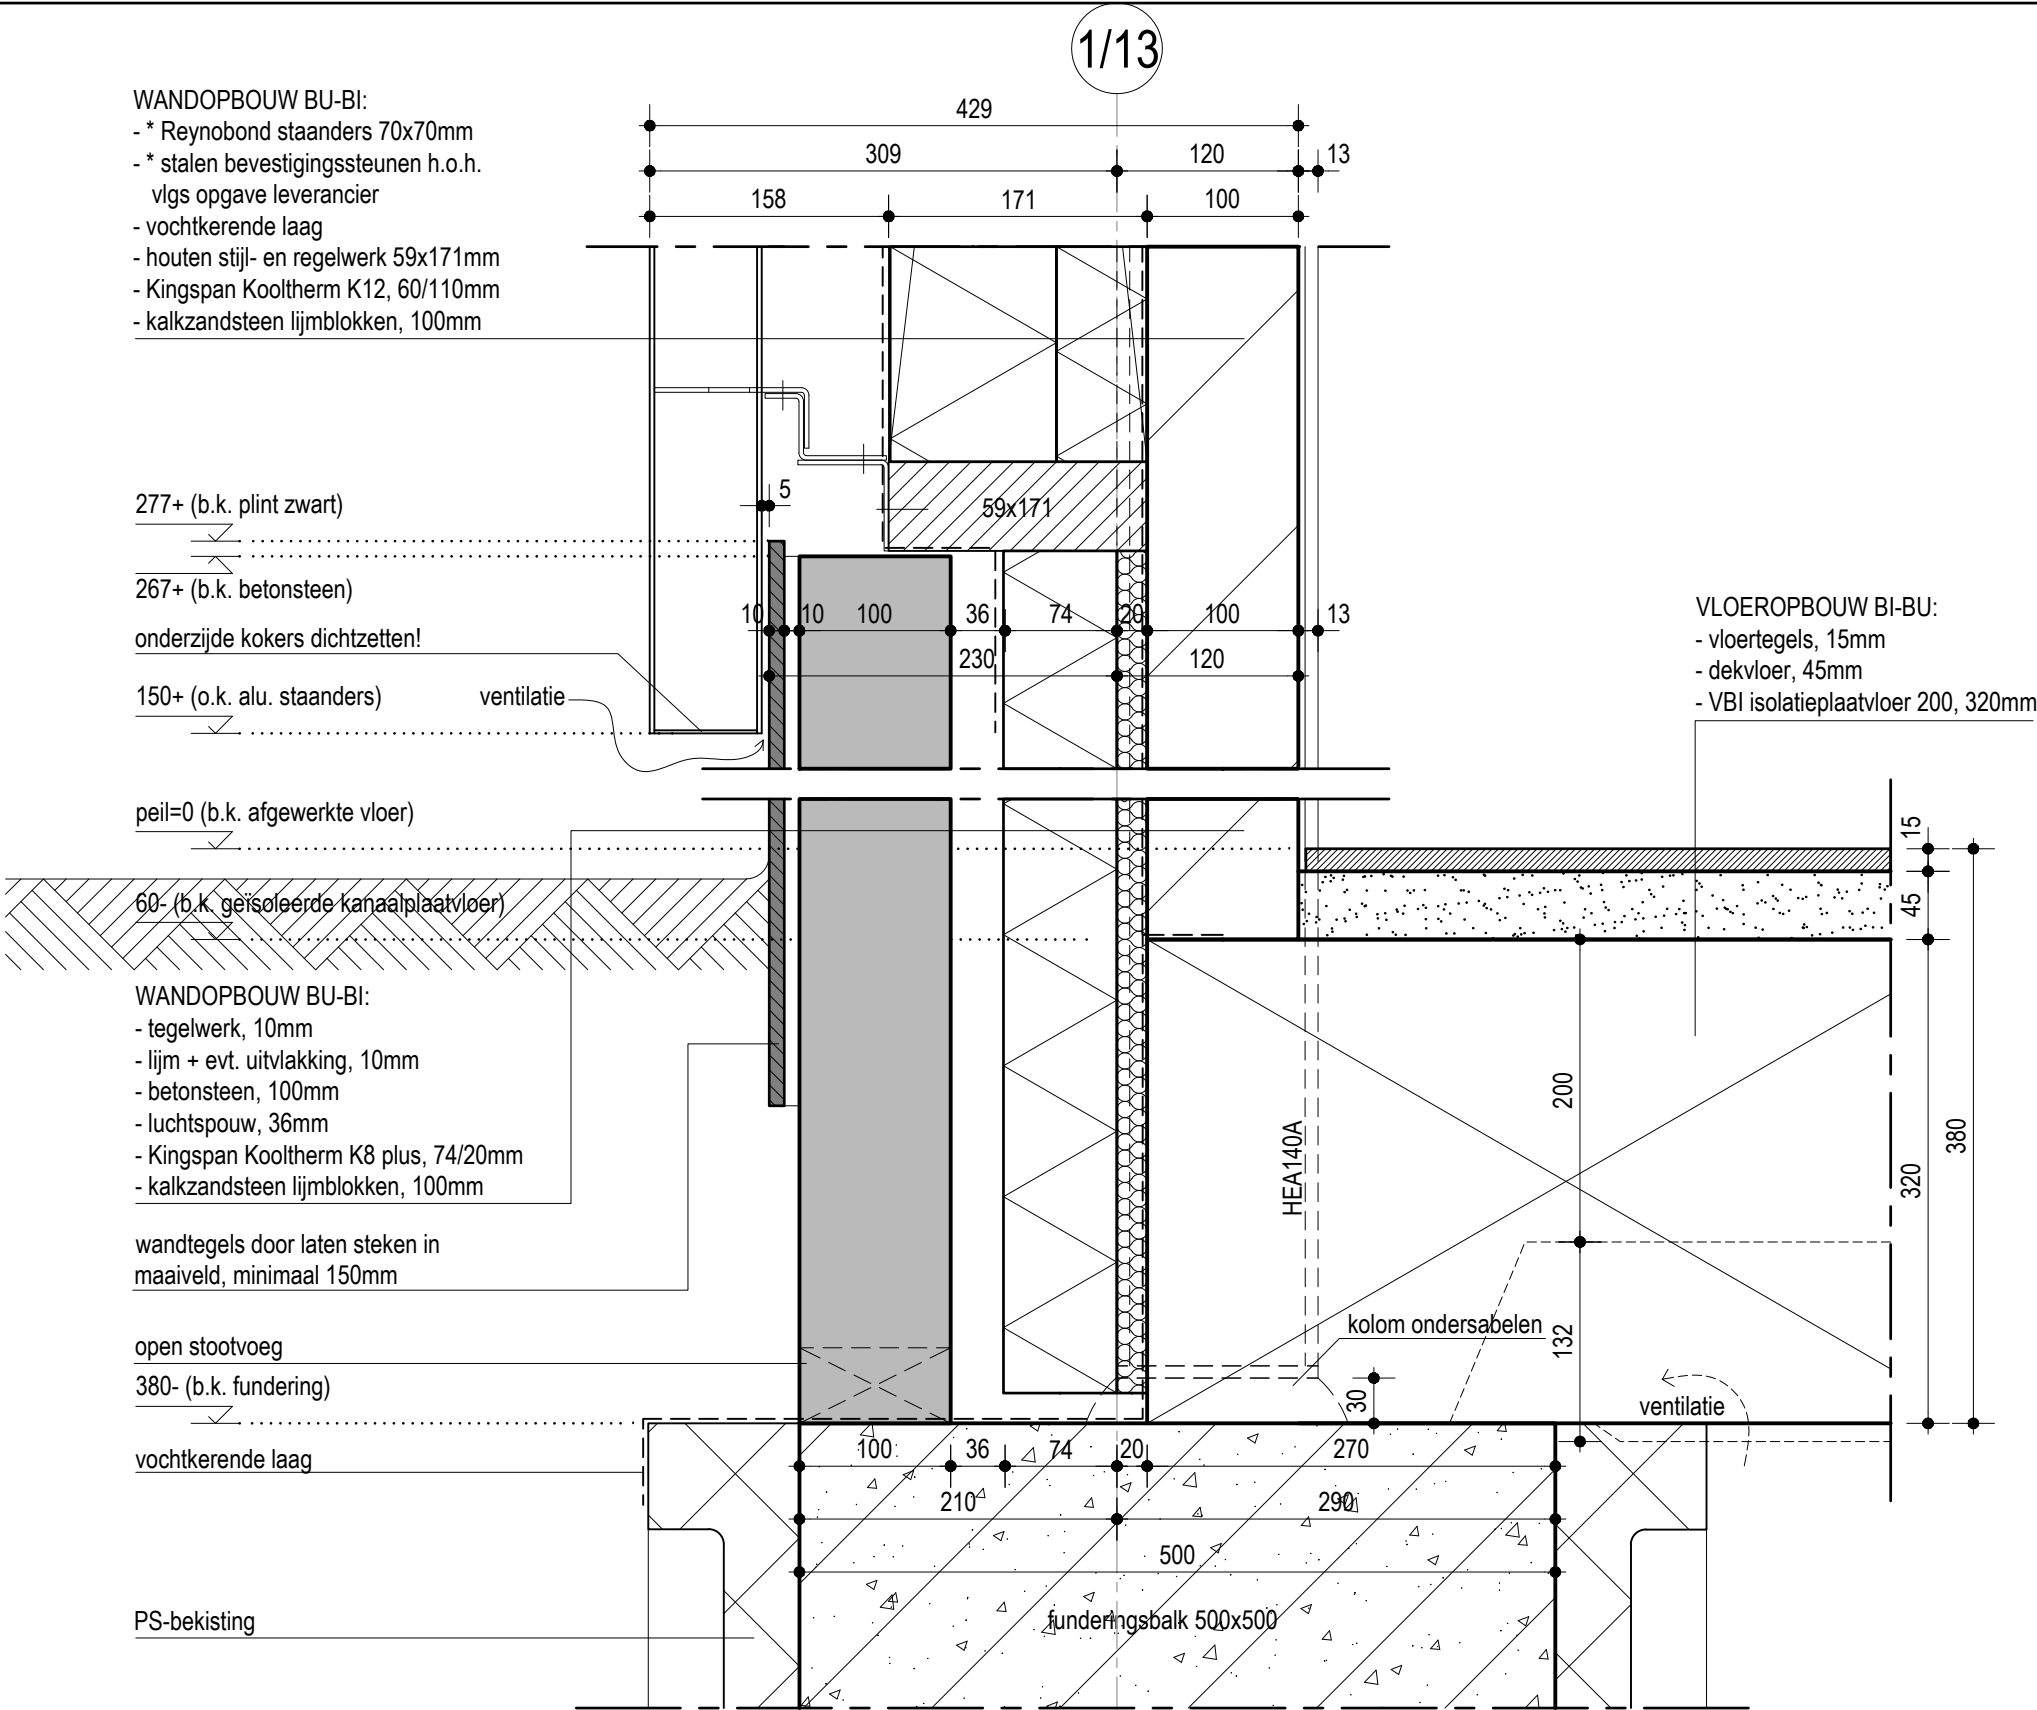 1/13
WANDOPBOUW BU-BI:
- * Reynobond staanders 70x70mm
- * stalen bevestigingssteunen h.o.h.
vlgs opgave leverancier
- vochtkerende laag
- houten stijl- en regelwerk 59x171mm
- Kingspan Kooltherm K12, 60/110mm
- kalkzandsteen lijmblokken, 100mm
429
309 120 13
158 171 100
277+ (b.k. plint zwart)
5
59x171
267+ (b.k. betonsteen)
10 10 100 36 74 20 100 13
onderzijde kokers dichtzetten!
230 120
150+ (o.k. alu. staanders)
ventilatie
VLOEROPBOUW BI-BU:
- vloertegels, 15mm
- dekvloer, 45mm
- VBI isolatieplaatvloer 200, 320mm
peil=0 (b.k. afgewerkte vloer)
15
60- (b.k. geïsoleerde kanaalplaatvloer)
45
WANDOPBOUW BU-BI:
- tegelwerk, 10mm
- lijm + evt. uitvlakking, 10mm
- betonsteen, 100mm
- luchtspouw, 36mm
- Kingspan Kooltherm K8 plus, 74/20mm
- kalkzandsteen lijmblokken, 100mm
200
380
HEA140A
320
wandtegels door laten steken in
maaiveld, minimaal 150mm
kolom ondersabelen
132
open stootvoeg
380- (b.k. fundering)
30
ventilatie
vochtkerende laag
100 36 74 20 270
210 290
500
PS-bekisting
funderingsbalk 500x500